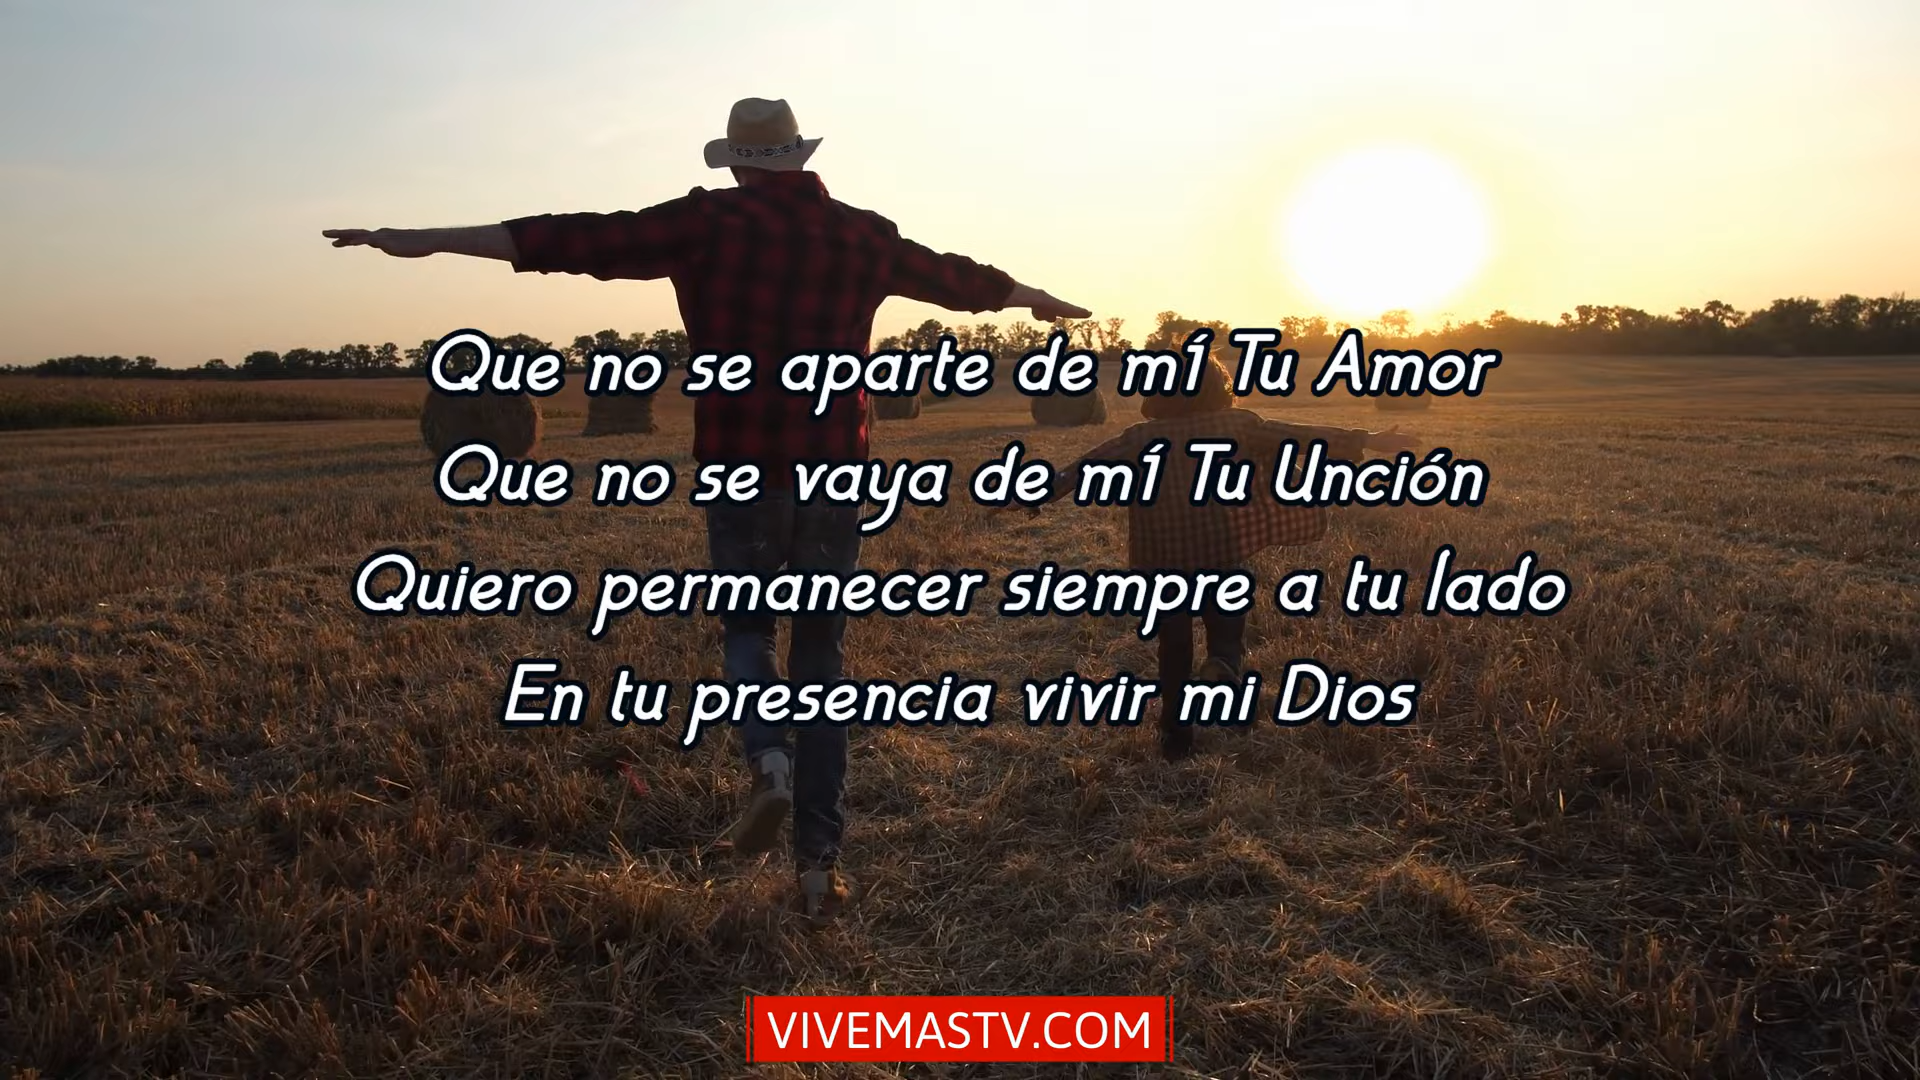 Que no se aparte de mí Tu Amor
Que no se vaya de mí Tu Unción
Quiero permanecer siempre a tu lado
En tu presencia vivir mi Dios
VIVEMASTV.COM